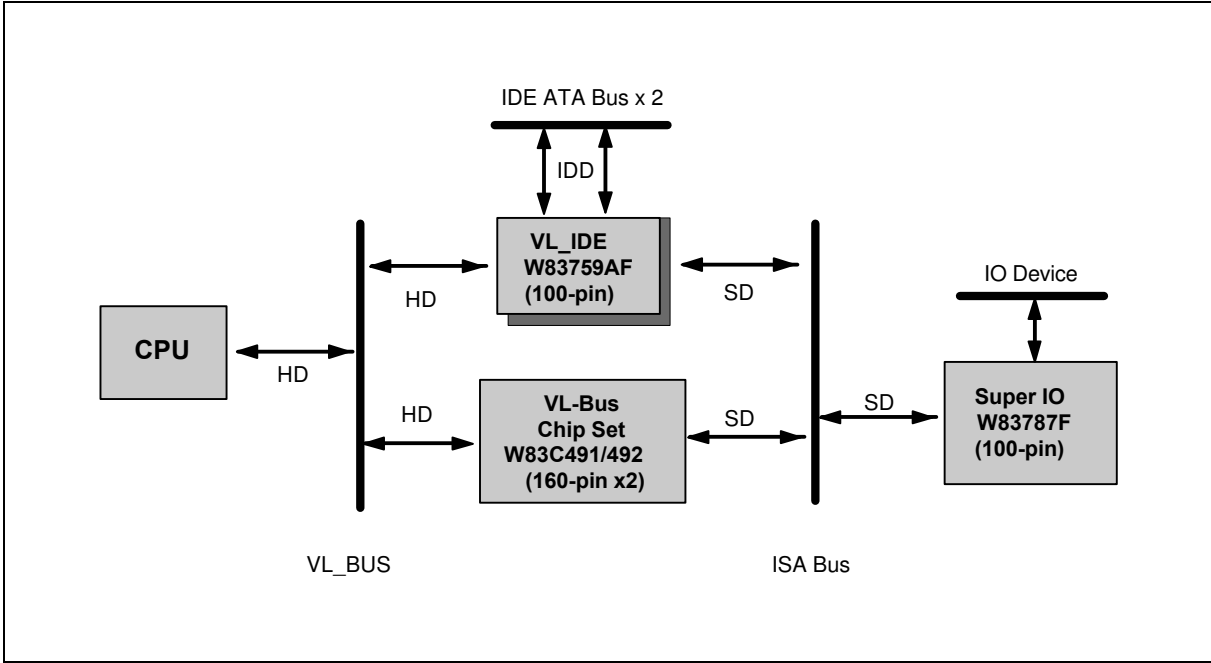 IDE ATA Bus x 2
IDD
VL_IDE
W83759AF
(100-pin)
HD
SD
IO Device
CPU
HD
VL-Bus
Chip Set
W83C491/492
(160-pin x2)
HD
SD
SD
Super IO
W83787F
(100-pin)
VL_BUS
ISA Bus